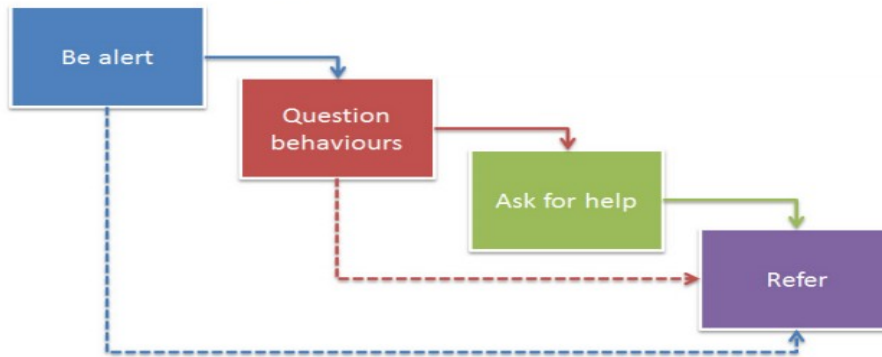 Be alert
Question
behaviours
Ask for help
Refer